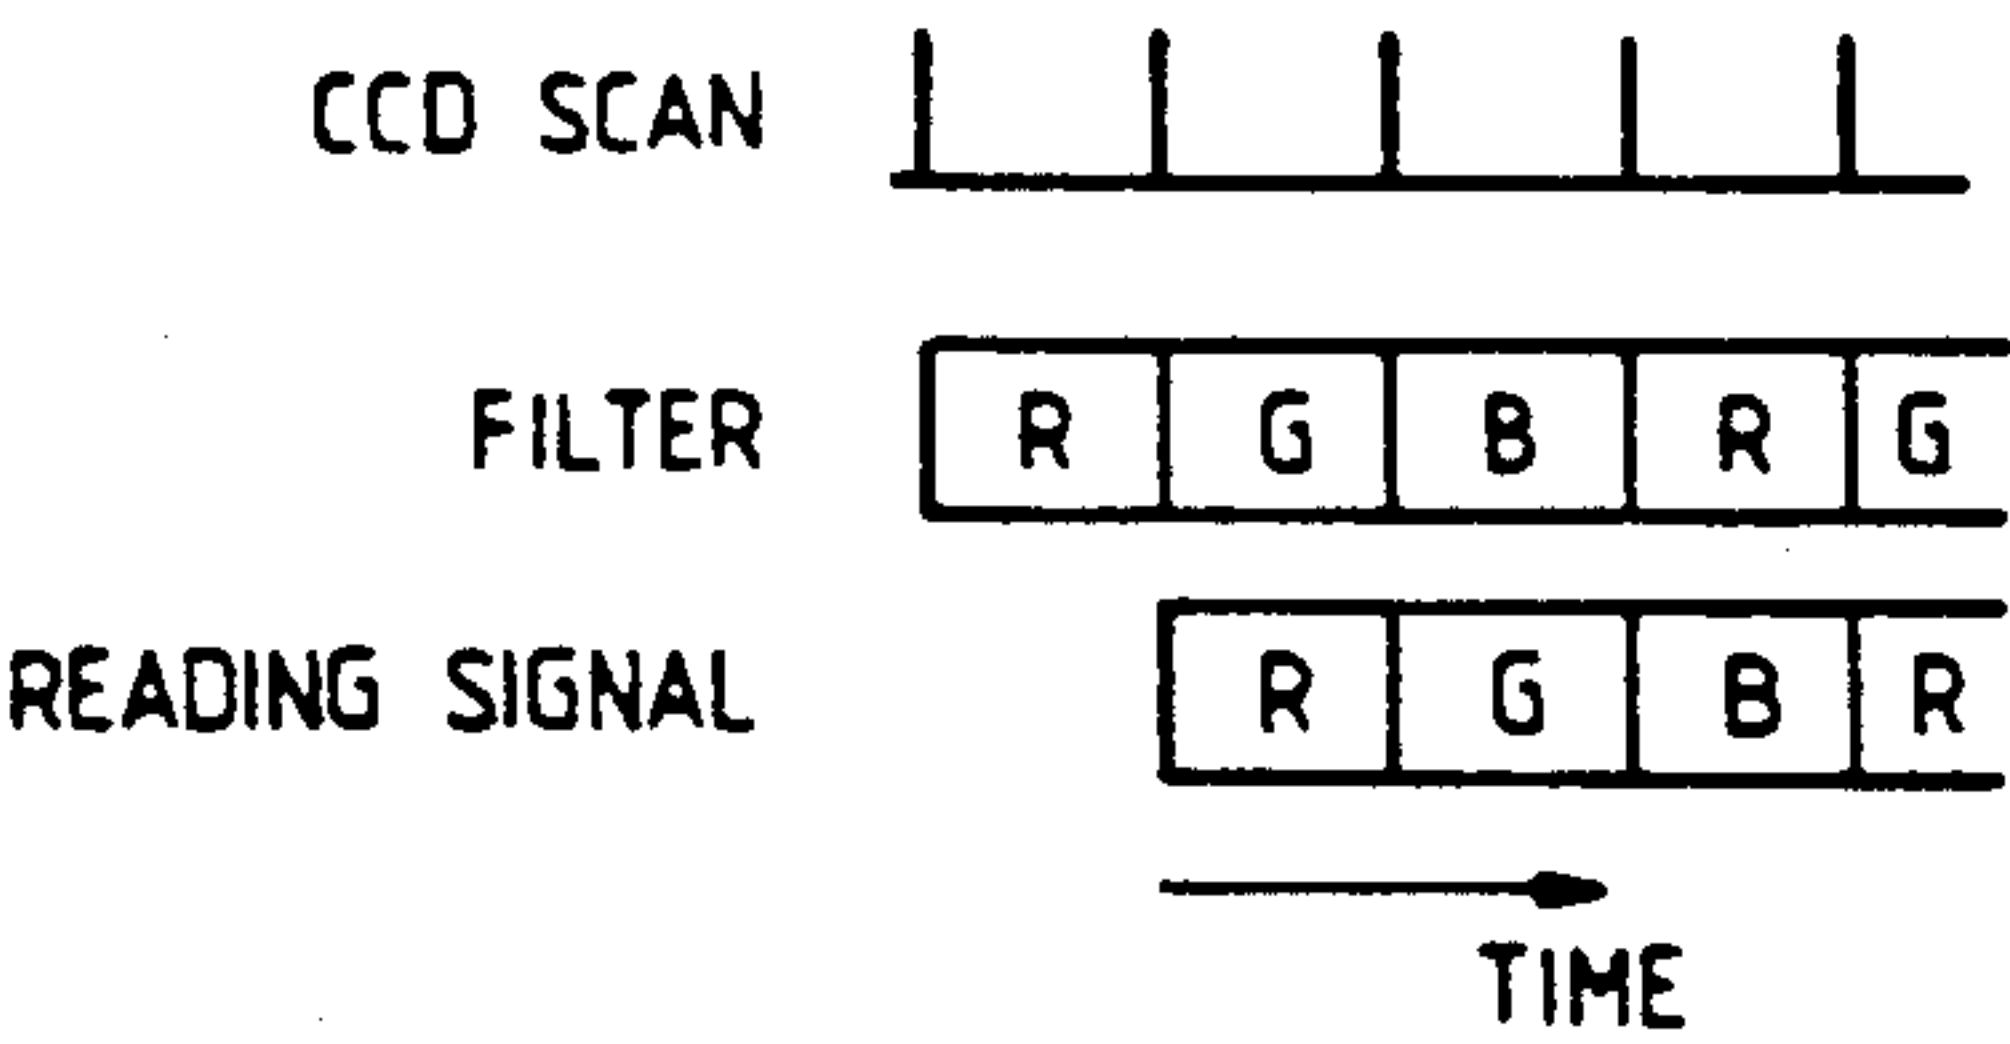 CCD SCAN
FILTER R G B R G
READING SIGNAL R G B R
TIME